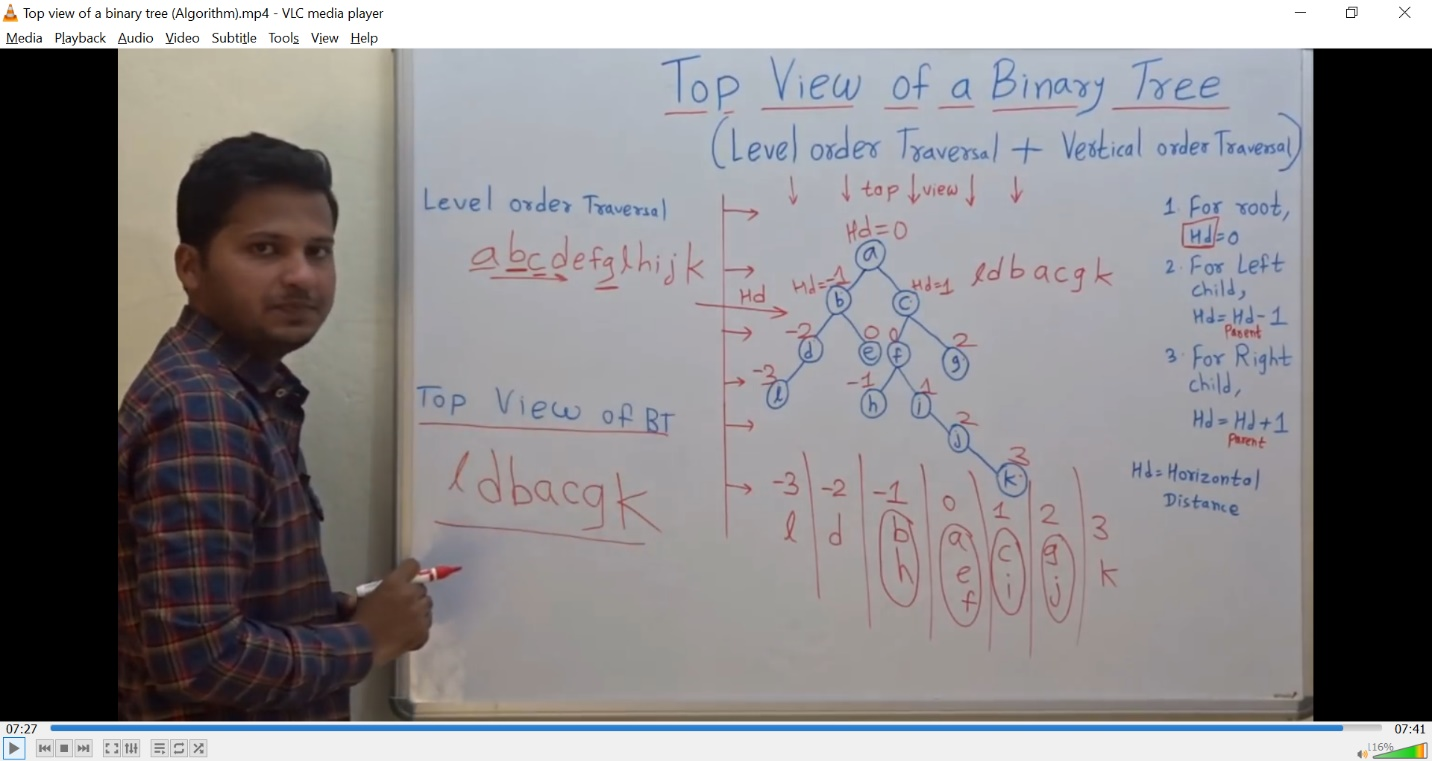 Top view of a binary tree (Algorithm).mp4 - VLC media player
Media Playback Audio Video Subtitle Tools View Help
Top View of a Binary Tree
(Level order Traversal + Vertical order Traversal)
top view
Level order Traversal
abcdefglhijk
Top View of BT
ldbacgk
Hd
Hd=0
a
Hd=-1
b
Hd=1
c
ldbacgk
-2
d
0
e
0
f
2
g
-3
l
-1
h
1
i
2
j
3
k
-3 -2 -1 0 1 2 3
l d b a c g k
h e i j
f
1. For root,
Hd=0
2. For Left
child,
Hd= Hd-1
Parent
3. For Right
child,
Hd=Hd+1
Parent
Hd=Horizontal
Distance
07:27
07:41
116%